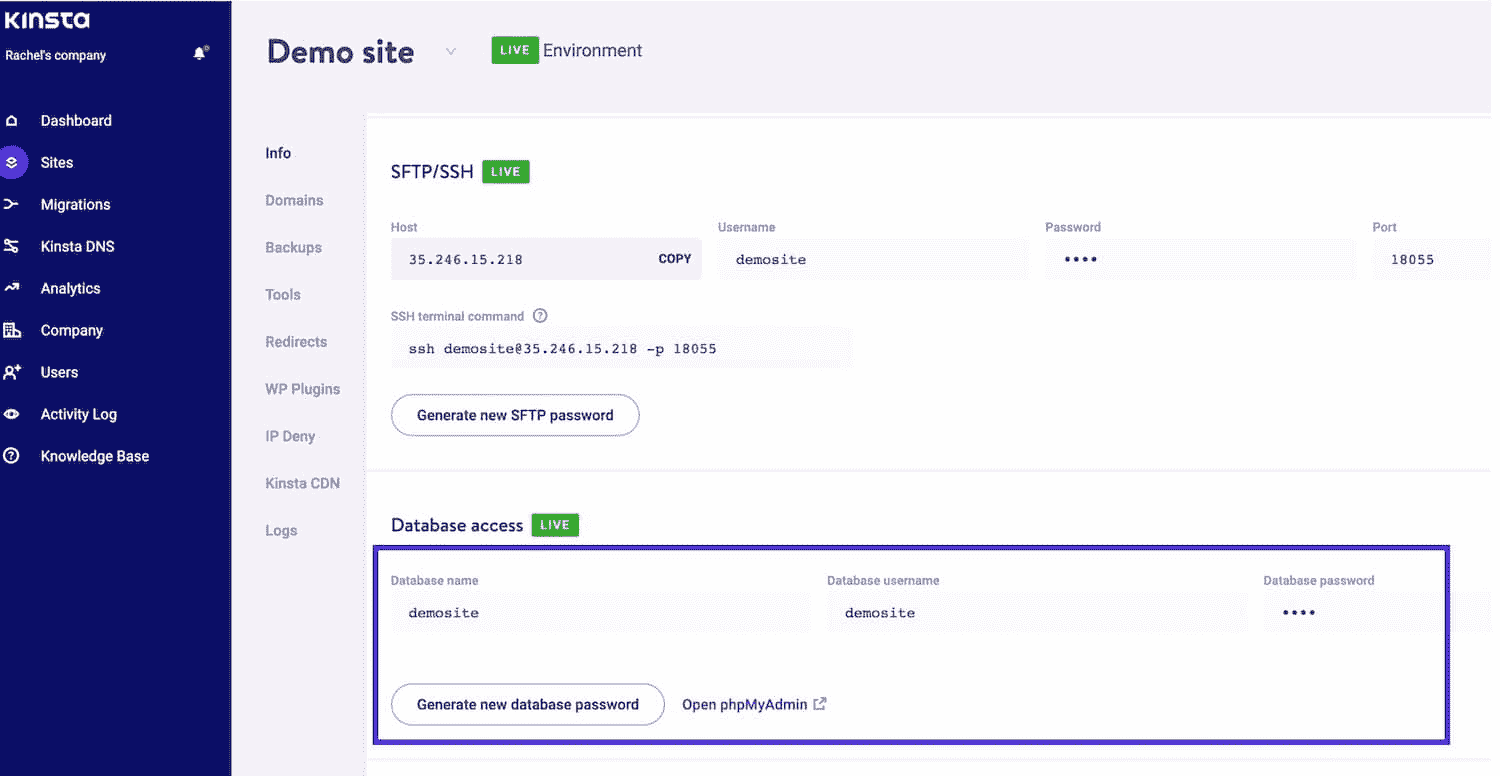 Kinsta
Rachel's company
Dashboard
Sites
Migrations
Kinsta DNS
Analytics
Company
Users
Activity Log
Knowledge Base
Demo site LIVE Environment
Info
Domains
Backups
Tools
Redirects
WP Plugins
IP Deny
Kinsta CDN
Logs
SFTP/SSH LIVE
Host Username Password Port
35.246.15.218 COPY demosite •••• 18055
SSH terminal command ?
ssh demosite@35.246.15.218 -p 18055
Generate new SFTP password
Database access LIVE
Database name Database username Database password
demosite demosite ••••
Generate new database password Open phpMyAdmin